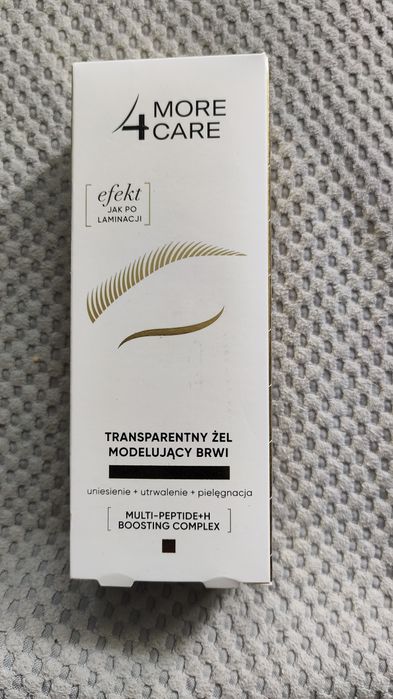 4 MORE
CARE
efekt
JAK PO
LAMINACJI
TRANSPARENTNY ŻEL
MODELUJĄCY BRWI
uniesienie + utrwalenie + pielęgnacja
MULTI-PEPTIDE+H
BOOSTING COMPLEX